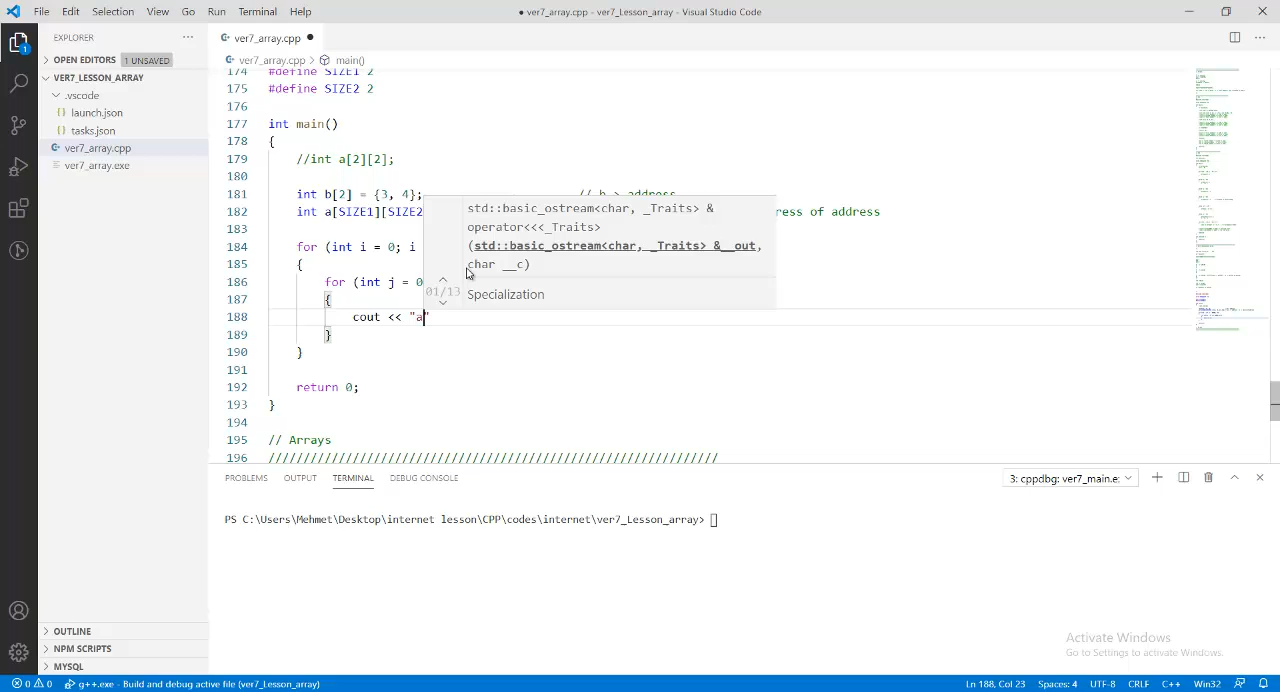 File Edit Selection View Go Run Terminal Help
● ver7_array.cpp - ver7_Lesson_array - Visual Studio Code
EXPLORER
OPEN EDITORS 1 UNSAVED
VER7_LESSON_ARRAY
.vscode
launch.json
tasks.json
ver7_array.cpp
ver7_array.exe
OUTLINE
NPM SCRIPTS
MYSQL
1
ver7_array.cpp ●
ver7_array.cpp > main()
174 #define SIZE1 2
175 #define SIZE2 2
176
177 int main()
178 {
179 //int a[2][2];
180
181 int b[2] = {3, 4}; // b > address
182 int a[SIZE1][SIZE2 ress of address
183
184 for (int i = 0; i
185 {
186 for (int j = 0
187 {
188 cout << "a"
189 }
190 }
191
192 return 0;
193 }
194
195 // Arrays
196 ////////////////////////////////////////////////////////////////
std::basic_ostream<char, _Traits> &
operator<<<_Traits>
(std::basic_ostream<char, _Traits> &__out,
char __c)
01/13
Specialization
PROBLEMS OUTPUT TERMINAL DEBUG CONSOLE
3: cppdbg: ver7_main.e
PS C:\Users\Mehmet\Desktop\internet lesson\CPP\codes\internet\ver7_Lesson_array>
Activate Windows
Go to Settings to activate Windows.
0 0 g++.exe - Build and debug active file (ver7_Lesson_array)
Ln 188, Col 23 Spaces: 4 UTF-8 CRLF C++ Win32